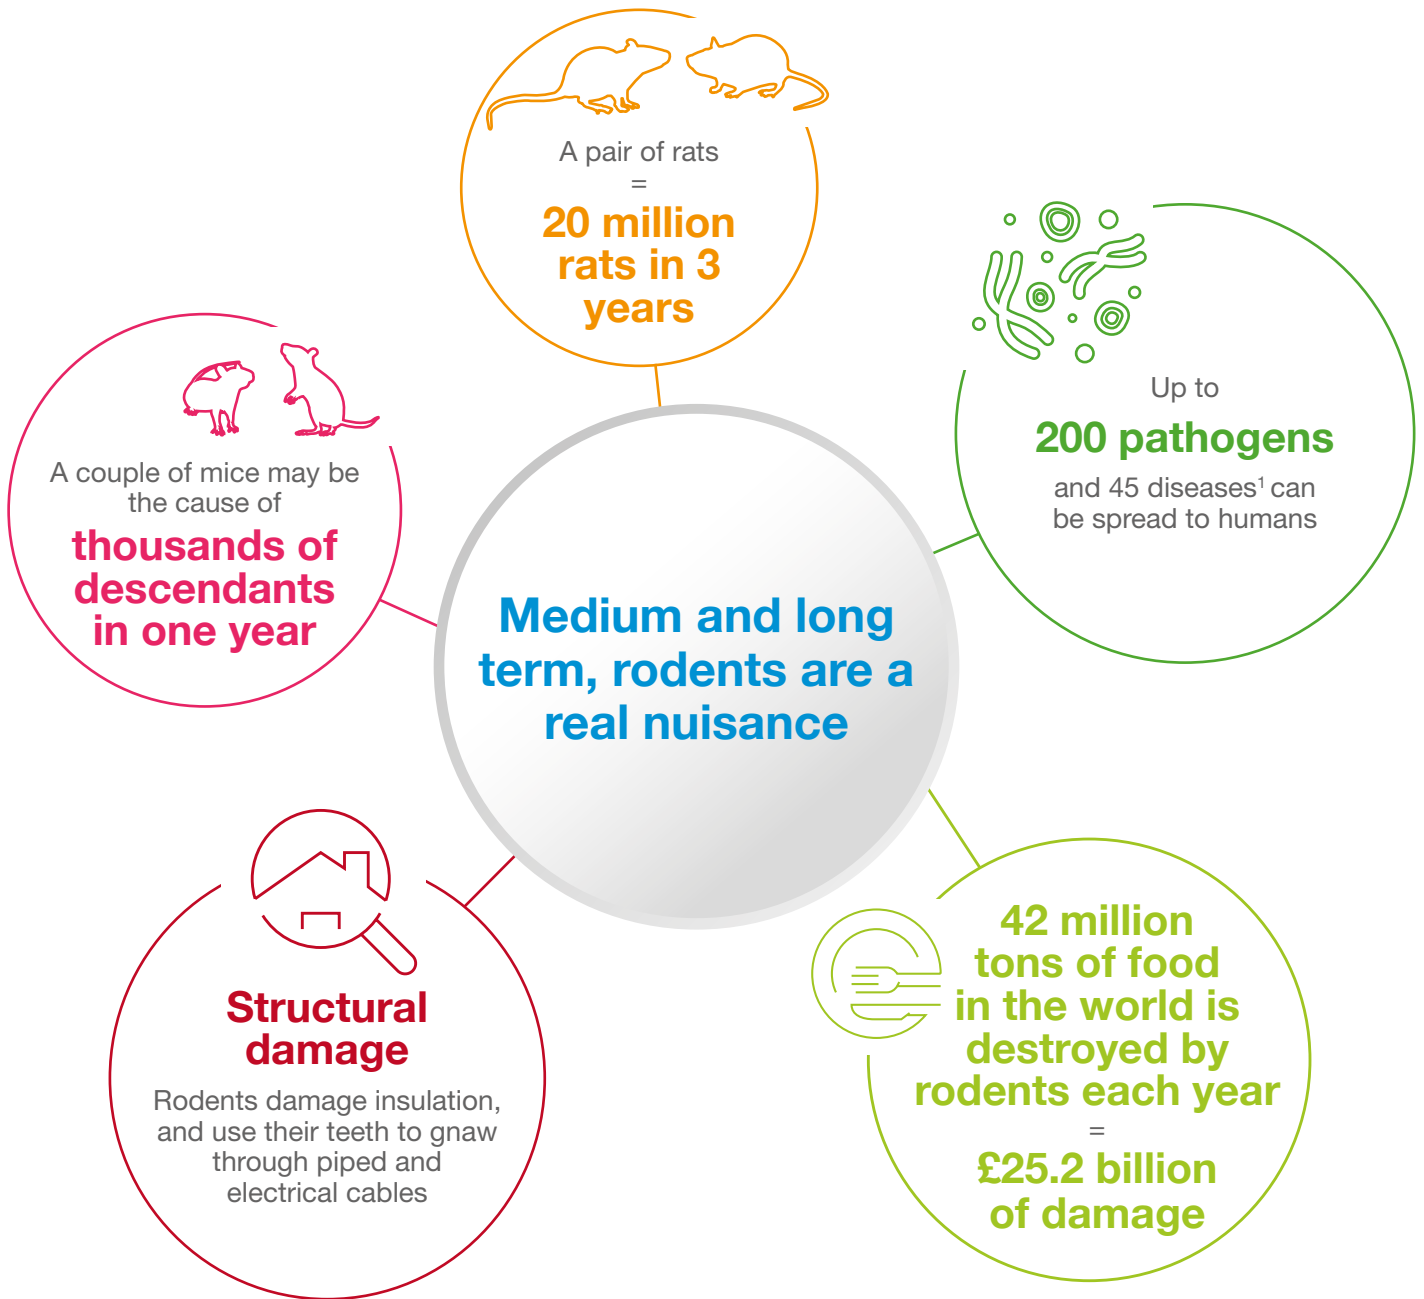 A pair of rats
=
20 million
rats in 3
years
Up to
200 pathogens
and 45 diseases¹ can
be spread to humans
A couple of mice may be
the cause of
thousands of
descendants
in one year
Medium and long
term, rodents are a
real nuisance
Structural
damage
Rodents damage insulation,
and use their teeth to gnaw
through piped and
electrical cables
42 million
tons of food
in the world is
destroyed by
rodents each year
=
£25.2 billion
of damage